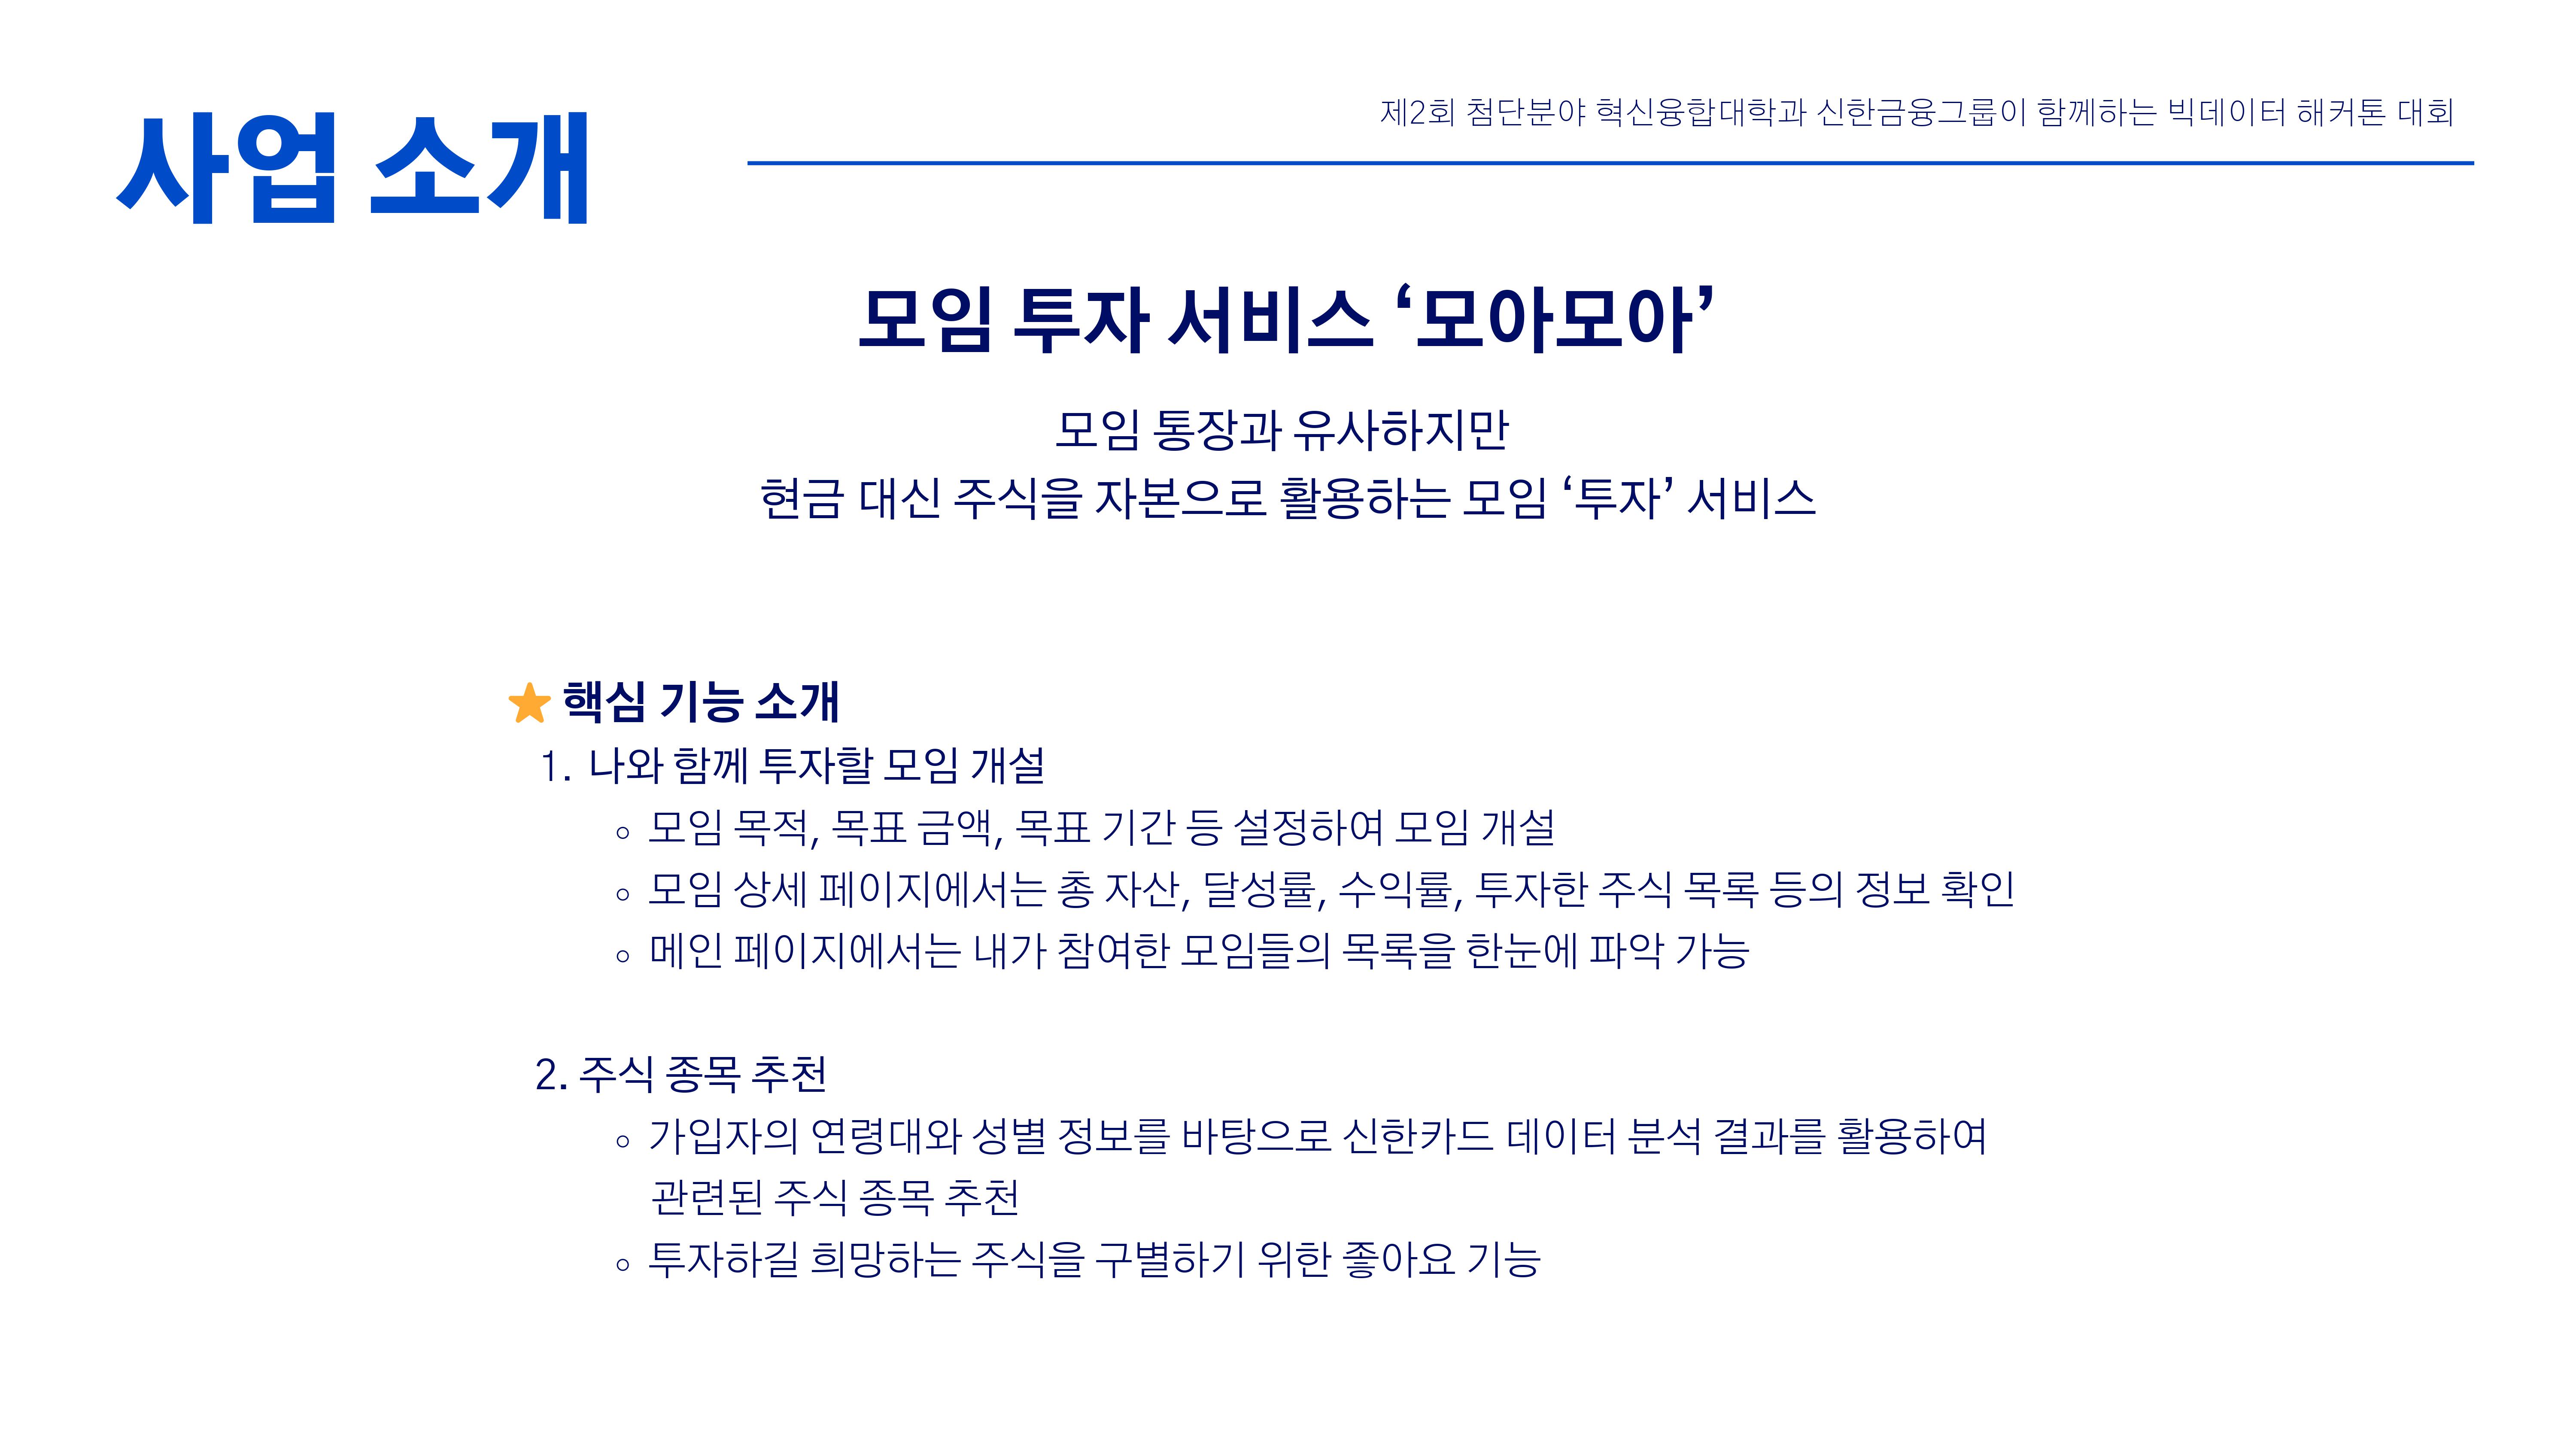 사업 소개
제2회 첨단분야 혁신융합대학과 신한금융그룹이 함께하는 빅데이터 해커톤 대회
모임 투자 서비스 ‘모아모아’
모임 통장과 유사하지만
현금 대신 주식을 자본으로 활용하는 모임 ‘투자’ 서비스
핵심 기능 소개
1. 나와 함께 투자할 모임 개설
◦ 모임 목적, 목표 금액, 목표 기간 등 설정하여 모임 개설
◦ 모임 상세 페이지에서는 총 자산, 달성률, 수익률, 투자한 주식 목록 등의 정보 확인
◦ 메인 페이지에서는 내가 참여한 모임들의 목록을 한눈에 파악 가능
2. 주식 종목 추천
◦ 가입자의 연령대와 성별 정보를 바탕으로 신한카드 데이터 분석 결과를 활용하여
관련된 주식 종목 추천
◦ 투자하길 희망하는 주식을 구별하기 위한 좋아요 기능